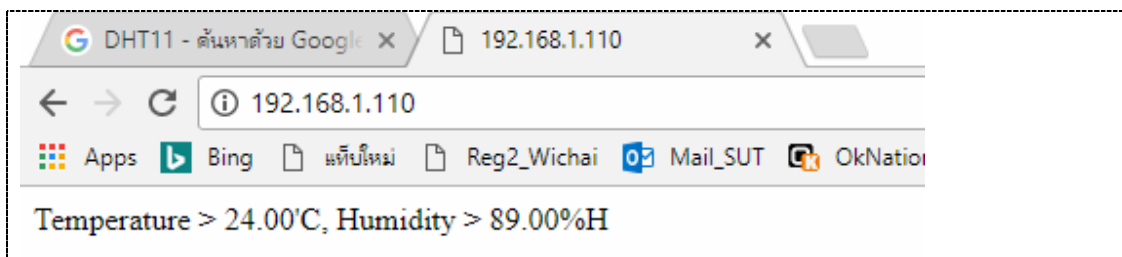 DHT11 - ค้นหาด้วย Google
192.168.1.110
192.168.1.110
Apps Bing แท็บใหม่ Reg2_Wichai Mail_SUT OkNation
Temperature > 24.00'C, Humidity > 89.00%H